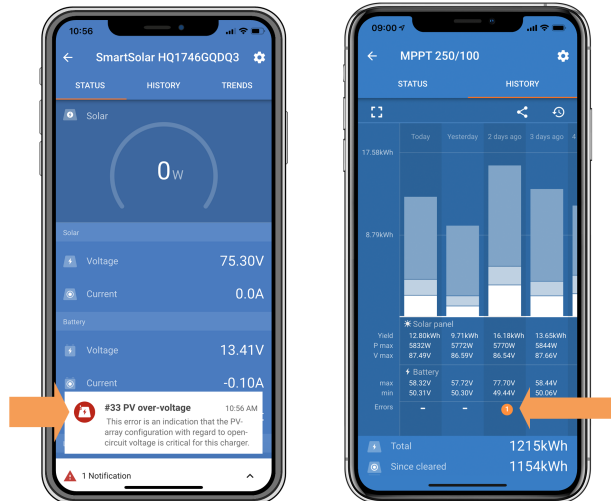 10:56
SmartSolar HQ1746GQDQ3
STATUS HISTORY TRENDS
Solar
0W
Solar
Voltage 75.30V
Current 0.0A
Battery
Voltage 13.41V
Current -0.10A
#33 PV over-voltage 10:56 AM
This error is an indication that the PV-
array configuration with regard to open-
circuit voltage is critical for this charger.
1 Notification
09:00
MPPT 250/100
STATUS HISTORY
Today Yesterday 2 days ago 3 days ago 4
17.58kWh
8.79kWh
Solar panel
Yield 12.80kWh 9.71kWh 16.18kWh 13.65kWh
P max 5832W 5772W 5770W 5844W
V max 87.49V 86.59V 86.54V 87.66V
Battery
max 58.32V 57.72V 77.70V 58.44V
min 50.31V 50.30V 49.44V 50.06V
Errors – – 1
Total 1215kWh
Since cleared 1154kWh